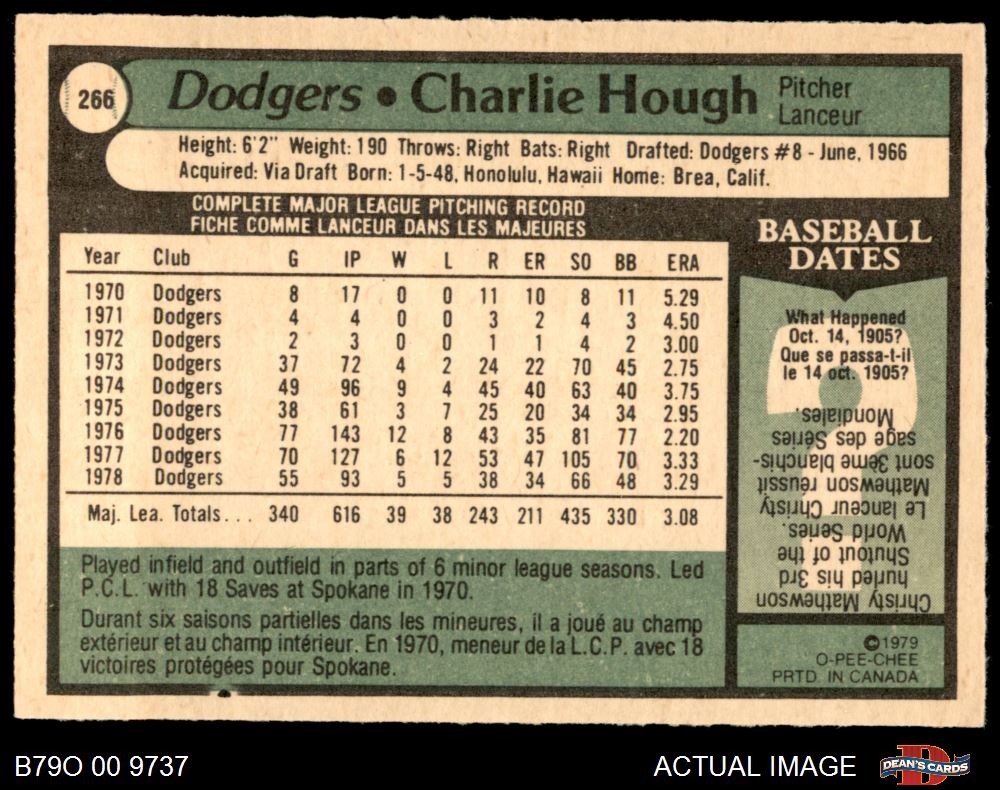 266
Dodgers • Charlie Hough
Pitcher
Lanceur
Height: 6'2" Weight: 190 Throws: Right Bats: Right Drafted: Dodgers #8 - June, 1966
Acquired: Via Draft Born: 1-5-48, Honolulu, Hawaii Home: Brea, Calif.
COMPLETE MAJOR LEAGUE PITCHING RECORD
FICHE COMME LANCEUR DANS LES MAJEURES
Year Club G IP W L R ER SO BB ERA
1970 Dodgers 8 17 0 0 11 10 8 11 5.29
1971 Dodgers 4 4 0 0 3 2 4 3 4.50
1972 Dodgers 2 3 0 0 1 1 4 2 3.00
1973 Dodgers 37 72 4 2 24 22 70 45 2.75
1974 Dodgers 49 96 9 4 45 40 63 40 3.75
1975 Dodgers 38 61 3 7 25 20 34 34 2.95
1976 Dodgers 77 143 12 8 43 35 81 77 2.20
1977 Dodgers 70 127 6 12 53 47 105 70 3.33
1978 Dodgers 55 93 5 5 38 34 66 48 3.29
Maj. Lea. Totals... 340 616 39 38 243 211 435 330 3.08
Played infield and outfield in parts of 6 minor league seasons. Led
P.C.L. with 18 Saves at Spokane in 1970.
Durant six saisons partielles dans les mineures, il a joué au champ
extérieur et au champ intérieur. En 1970, meneur de la L.C.P. avec 18
victoires protégées pour Spokane.
BASEBALL
DATES
What Happened
Oct. 14, 1905?
Que se passa-t-il
le 14 oct. 1905?
Christy Mathewson
hurled his 3rd
Shutout of the
World Series.
Le lanceur Christy
Mathewson réussit
sont 3ème blanchis-
sage des Séries
Mondiales.
©1979
O-PEE-CHEE
PRTD. IN CANADA
B79O 00 9737
ACTUAL IMAGE
D
DEAN'S CARDS